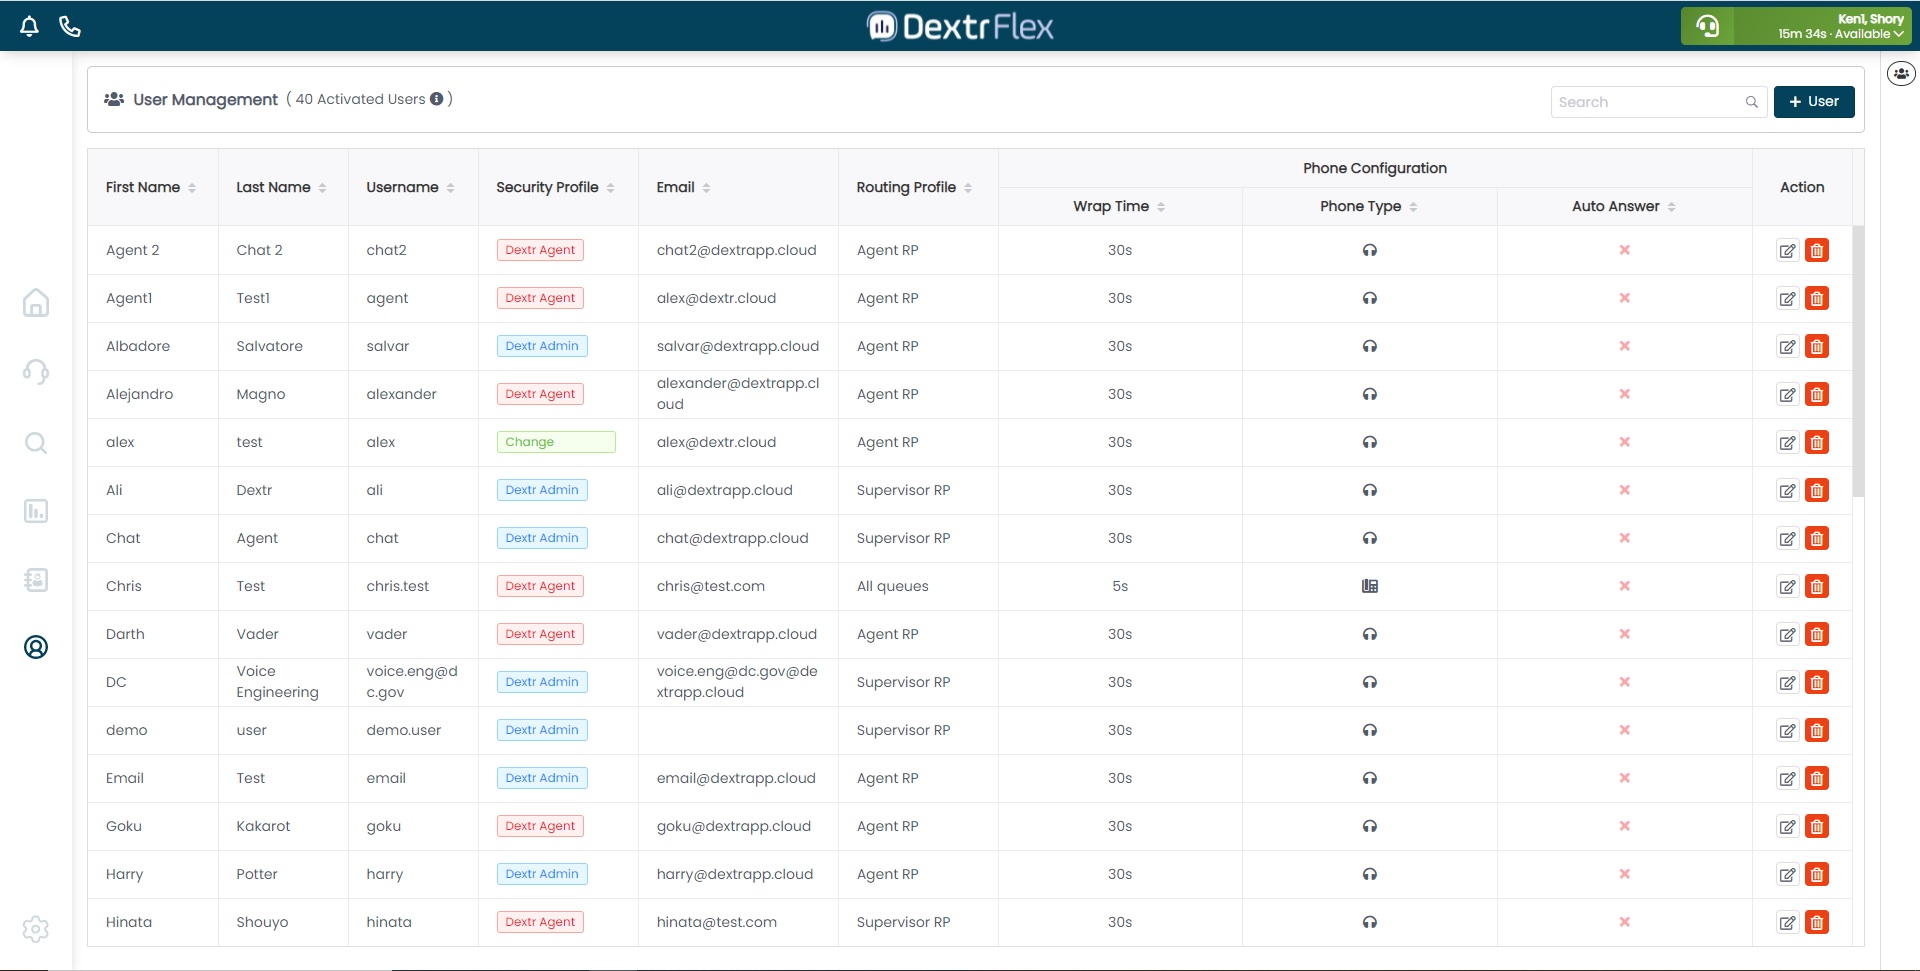 DextrFlex
Ken1, Shory
15m 34s · Available
User Management ( 40 Activated Users )
Search
+ User
First Name Last Name Username Security Profile Email Routing Profile Phone Configuration Action
Wrap Time Phone Type Auto Answer
Agent 2 Chat 2 chat2 Dextr Agent chat2@dextrapp.cloud Agent RP 30s
Agent1 Test1 agent Dextr Agent alex@dextr.cloud Agent RP 30s
Albadore Salvatore salvar Dextr Admin salvar@dextrapp.cloud Agent RP 30s
Alejandro Magno alexander Dextr Agent alexander@dextrapp.cl
oud Agent RP 30s
alex test alex Change alex@dextr.cloud Agent RP 30s
Ali Dextr ali Dextr Admin ali@dextrapp.cloud Supervisor RP 30s
Chat Agent chat Dextr Admin chat@dextrapp.cloud Supervisor RP 30s
Chris Test chris.test Dextr Agent chris@test.com All queues 5s
Darth Vader vader Dextr Agent vader@dextrapp.cloud Agent RP 30s
DC Voice
Engineering voice.eng@d
c.gov Dextr Admin voice.eng@dc.gov@de
xtrapp.cloud Supervisor RP 30s
demo user demo.user Dextr Admin Supervisor RP 30s
Email Test email Dextr Admin email@dextrapp.cloud Agent RP 30s
Goku Kakarot goku Dextr Agent goku@dextrapp.cloud Agent RP 30s
Harry Potter harry Dextr Admin harry@dextrapp.cloud Agent RP 30s
Hinata Shouyo hinata Dextr Agent hinata@test.com Supervisor RP 30s